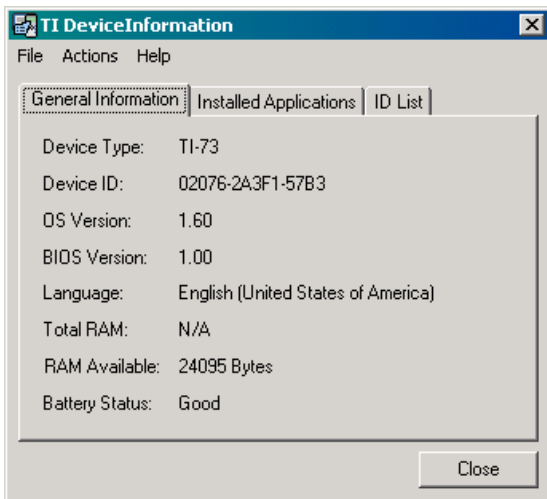 TI DeviceInformation
File Actions Help
General Information Installed Applications ID List
Device Type: TI-73
Device ID: 02076-2A3F1-57B3
OS Version: 1.60
BIOS Version: 1.00
Language: English (United States of America)
Total RAM: N/A
RAM Available: 24095 Bytes
Battery Status: Good
Close